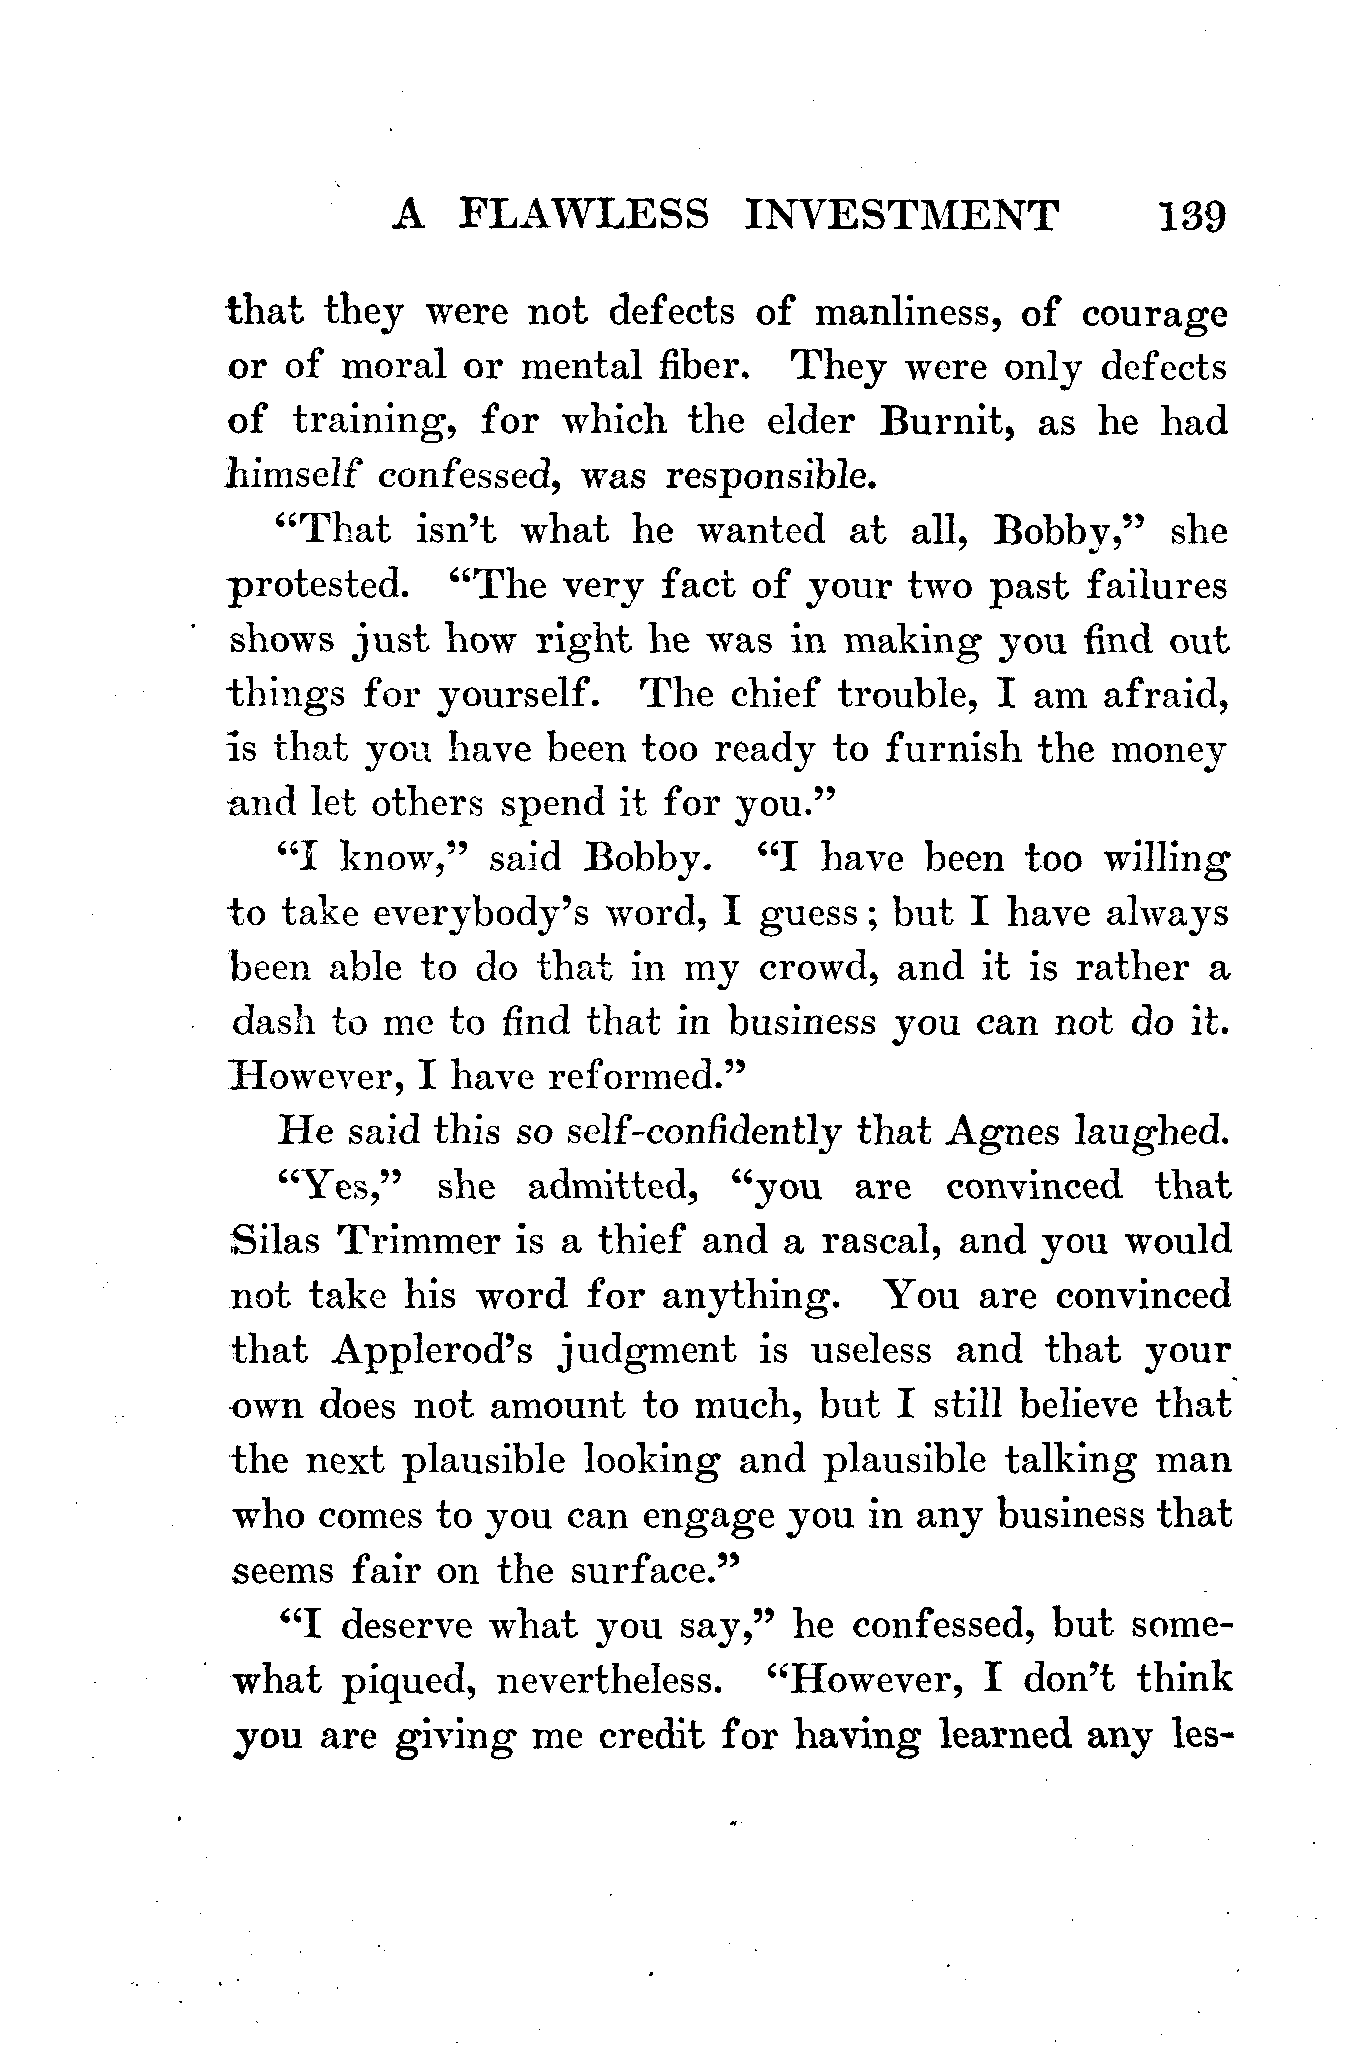 A FLAWLESS INVESTMENT 139
that they were not defects of manliness, of courage
or of moral or mental fiber. They were only defects
of training, for which the elder Burnit, as he had
himself confessed, was responsible.
“That isn’t what he wanted at all, Bobby,” she
protested. “The very fact of your two past failures
shows just how right he was in making you find out
things for yourself. The chief trouble, I am afraid,
is that you have been too ready to furnish the money
and let others spend it for you.”
“I know,” said Bobby. “I have been too willing
to take everybody’s word, I guess; but I have always
been able to do that in my crowd, and it is rather a
dash to me to find that in business you can not do it.
However, I have reformed.”
He said this so self-confidently that Agnes laughed.
“Yes,” she admitted, “you are convinced that
Silas Trimmer is a thief and a rascal, and you would
not take his word for anything. You are convinced
that Applerod’s judgment is useless and that your
own does not amount to much, but I still believe that
the next plausible looking and plausible talking man
who comes to you can engage you in any business that
seems fair on the surface.”
“I deserve what you say,” he confessed, but some-
what piqued, nevertheless. “However, I don’t think
you are giving me credit for having learned any les-